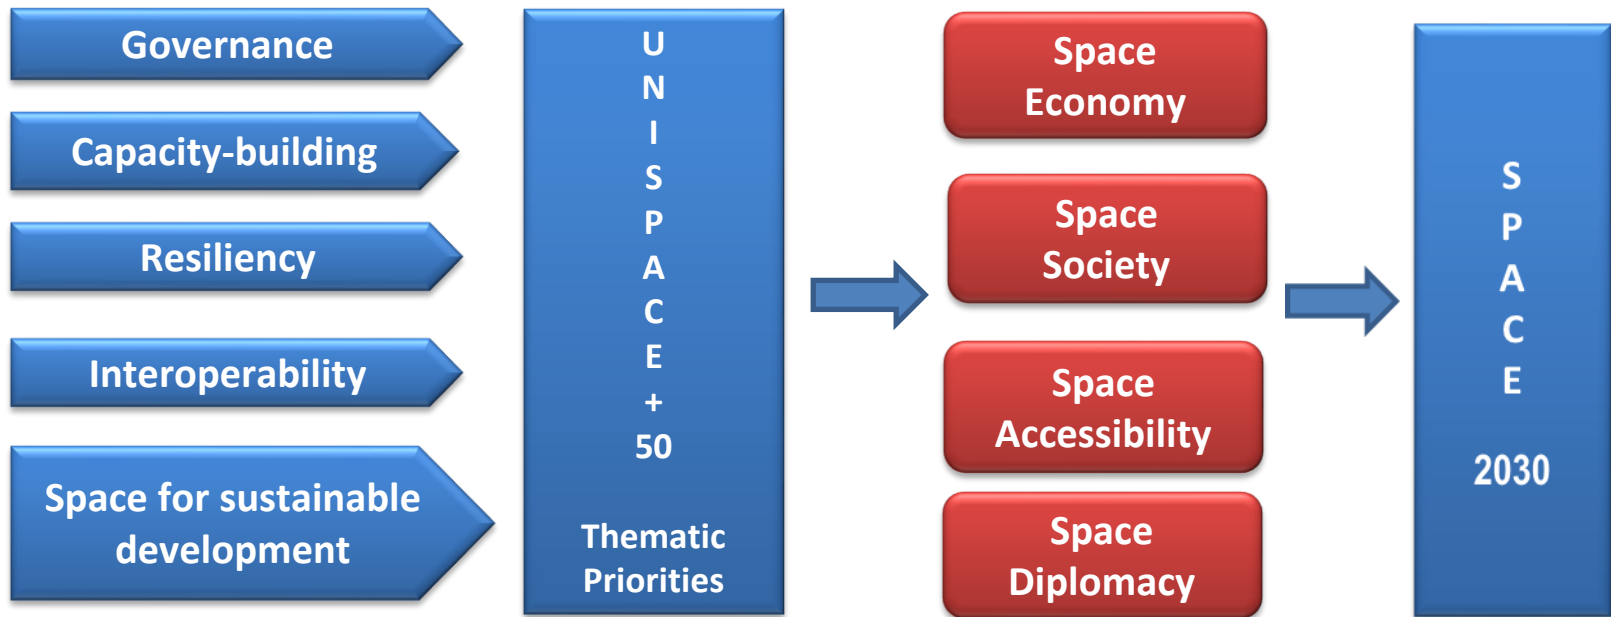 Governance
Capacity-building
Resiliency
Interoperability
Space for sustainable
development
U
N
I
S
P
A
C
E
+
50
Thematic
Priorities
Space
Economy
Space
Society
Space
Accessibility
Space
Diplomacy
S
P
A
C
E
2030